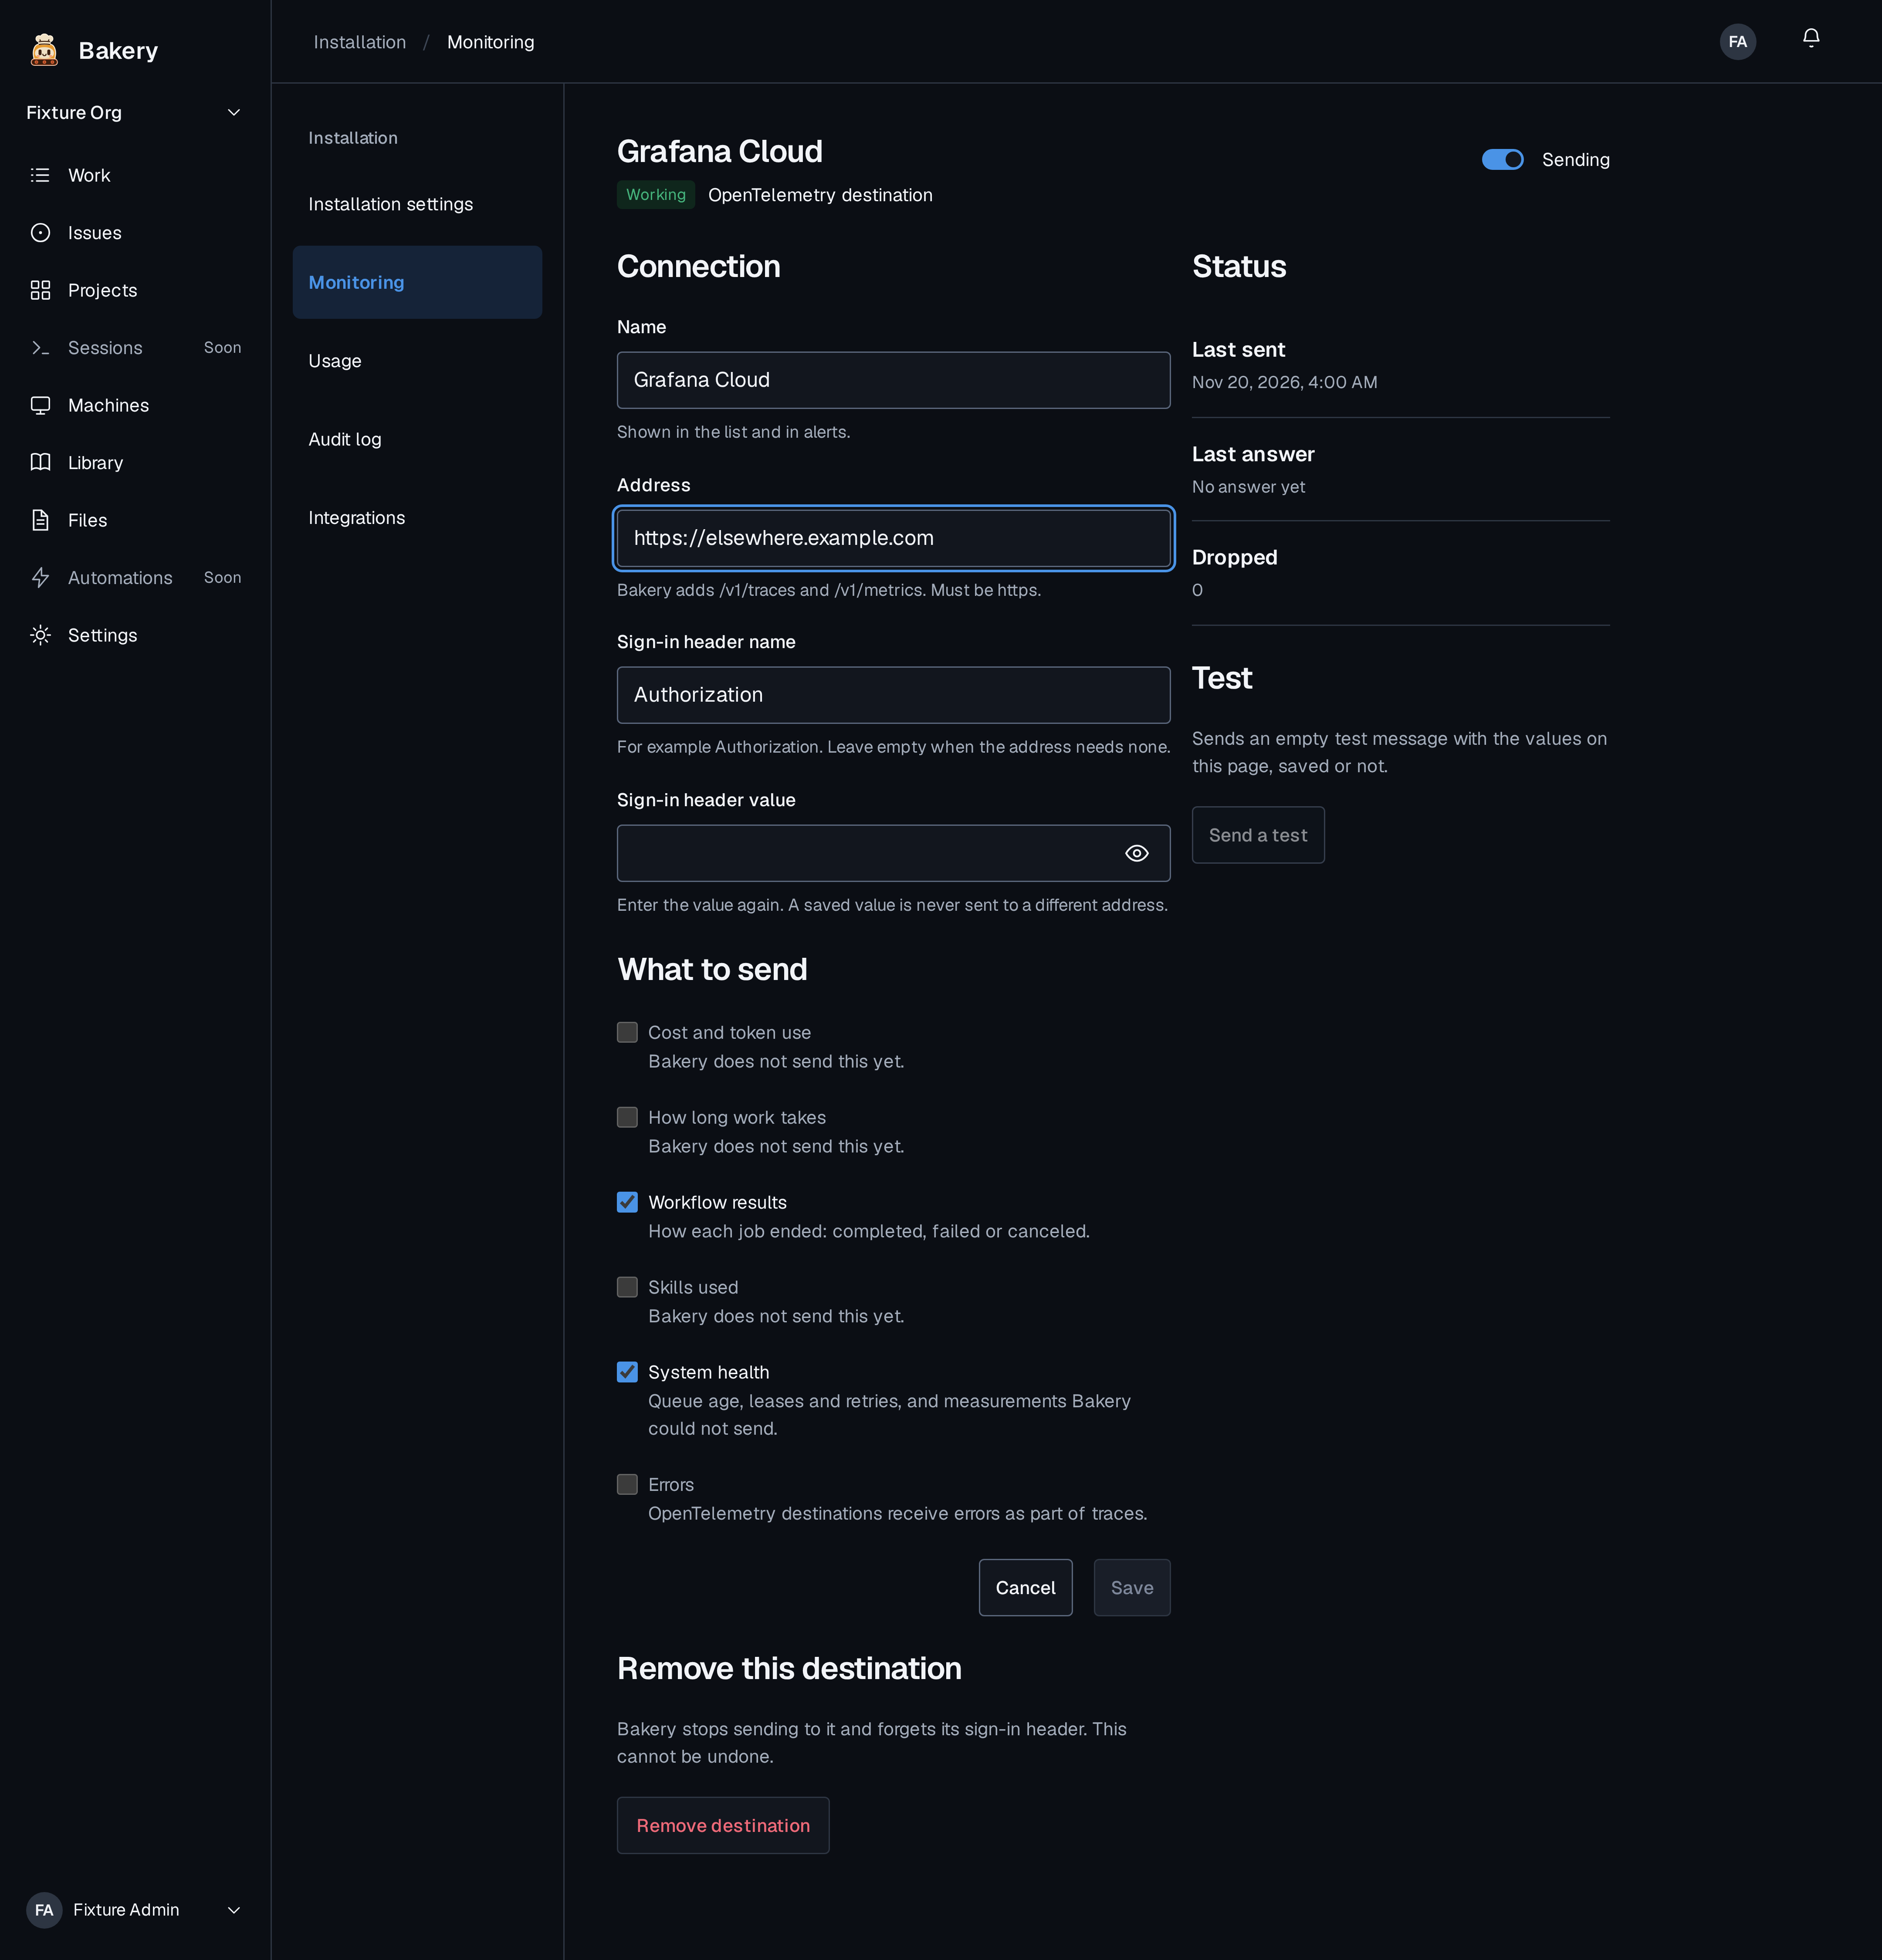 Bakery
Fixture Org
Work
Issues
Projects
Sessions Soon
Machines
Library
Files
Automations Soon
Settings
FA Fixture Admin
Installation / Monitoring
FA
Installation
Installation settings
Monitoring
Usage
Audit log
Integrations
Grafana Cloud
Working OpenTelemetry destination
Sending
Connection
Name
Grafana Cloud
Shown in the list and in alerts.
Address
https://elsewhere.example.com
Bakery adds /v1/traces and /v1/metrics. Must be https.
Sign-in header name
Authorization
For example Authorization. Leave empty when the address needs none.
Sign-in header value
Enter the value again. A saved value is never sent to a different address.
What to send
Cost and token use
Bakery does not send this yet.
How long work takes
Bakery does not send this yet.
Workflow results
How each job ended: completed, failed or canceled.
Skills used
Bakery does not send this yet.
System health
Queue age, leases and retries, and measurements Bakery
could not send.
Errors
OpenTelemetry destinations receive errors as part of traces.
Cancel Save
Remove this destination
Bakery stops sending to it and forgets its sign-in header. This
cannot be undone.
Remove destination
Status
Last sent
Nov 20, 2026, 4:00 AM
Last answer
No answer yet
Dropped
0
Test
Sends an empty test message with the values on
this page, saved or not.
Send a test